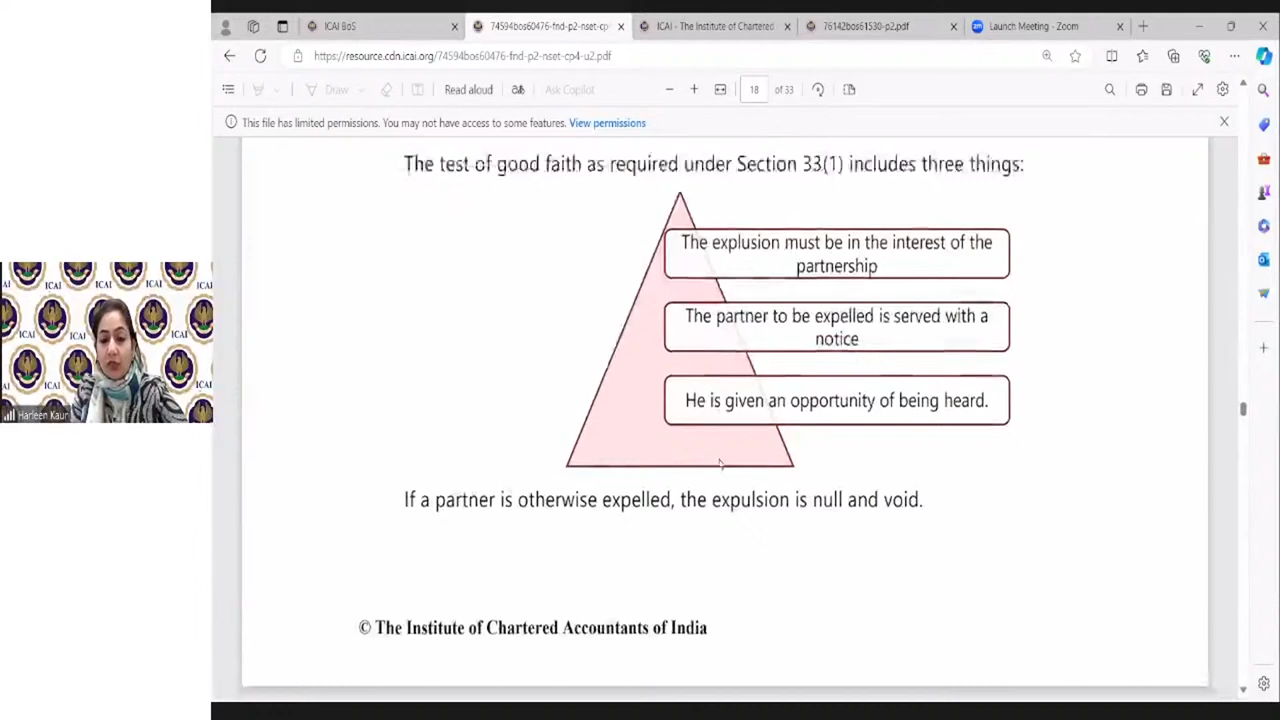 ICAI BoS
74594bos60476-fnd-p2-nset-cp
ICAI - The Institute of Chartered
76142bos61530-p2.pdf
Launch Meeting - Zoom
https://resource.cdn.icai.org/74594bos60476-fnd-p2-nset-cp4-u2.pdf
Draw
Read aloud
Ask Copilot
18 of 33
This file has limited permissions. You may not have access to some features. View permissions
The test of good faith as required under Section 33(1) includes three things:
The explusion must be in the interest of the
partnership
The partner to be expelled is served with a
notice
He is given an opportunity of being heard.
If a partner is otherwise expelled, the expulsion is null and void.
© The Institute of Chartered Accountants of India
ICAI
ICAI
ICAI
ICAI
ICAI
Harleen Kaur